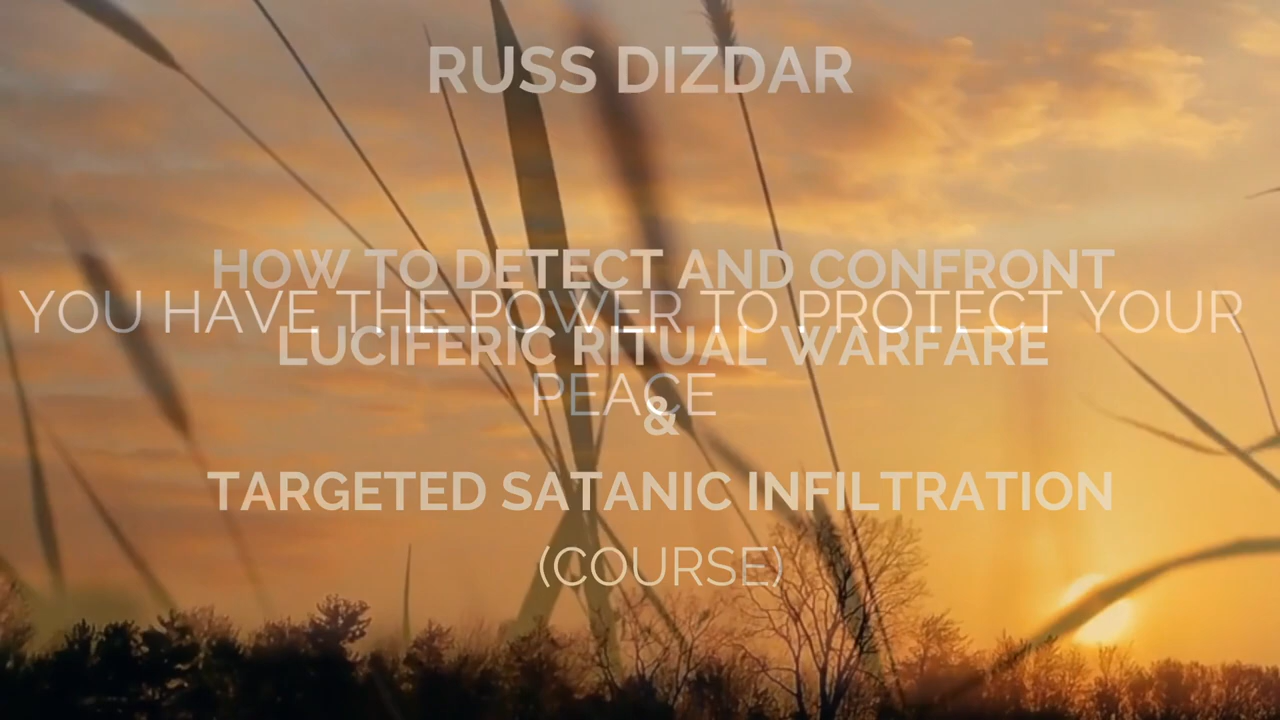 RUSS DIZDAR
HOW TO DETECT AND CONFRONT
YOU HAVE THE POWER TO PROTECT YOUR
LUCIFERIC RITUAL WARFARE
PEACE
&
TARGETED SATANIC INFILTRATION
(COURSE)